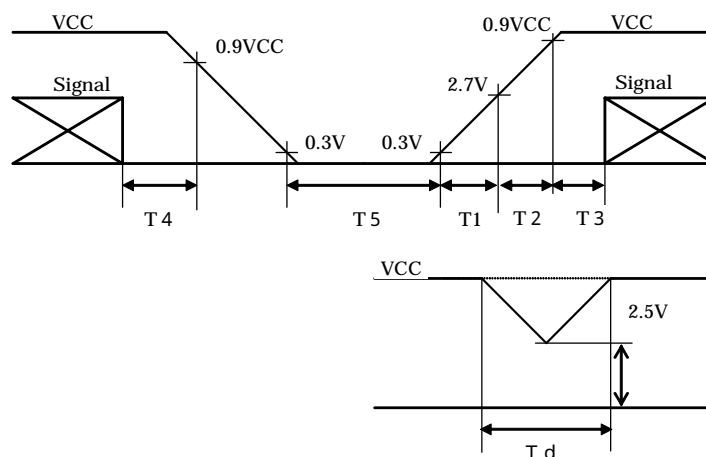 VCC
0.9VCC
Signal
0.3V
T4
T5
0.9VCC
VCC
2.7V
Signal
0.3V
T1
T2
T3
VCC
2.5V
Td